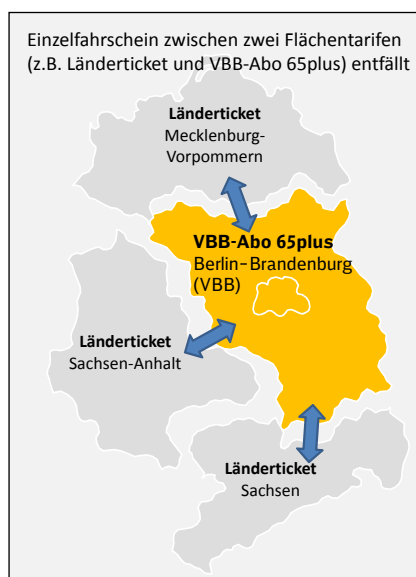 Einzelfahrschein zwischen zwei Flächentarifen
(z.B. Länderticket und VBB-Abo 65plus) entfällt
Länderticket
Mecklenburg-
Vorpommern
VBB-Abo 65plus
Berlin-Brandenburg
(VBB)
Länderticket
Sachsen-Anhalt
Länderticket
Sachsen